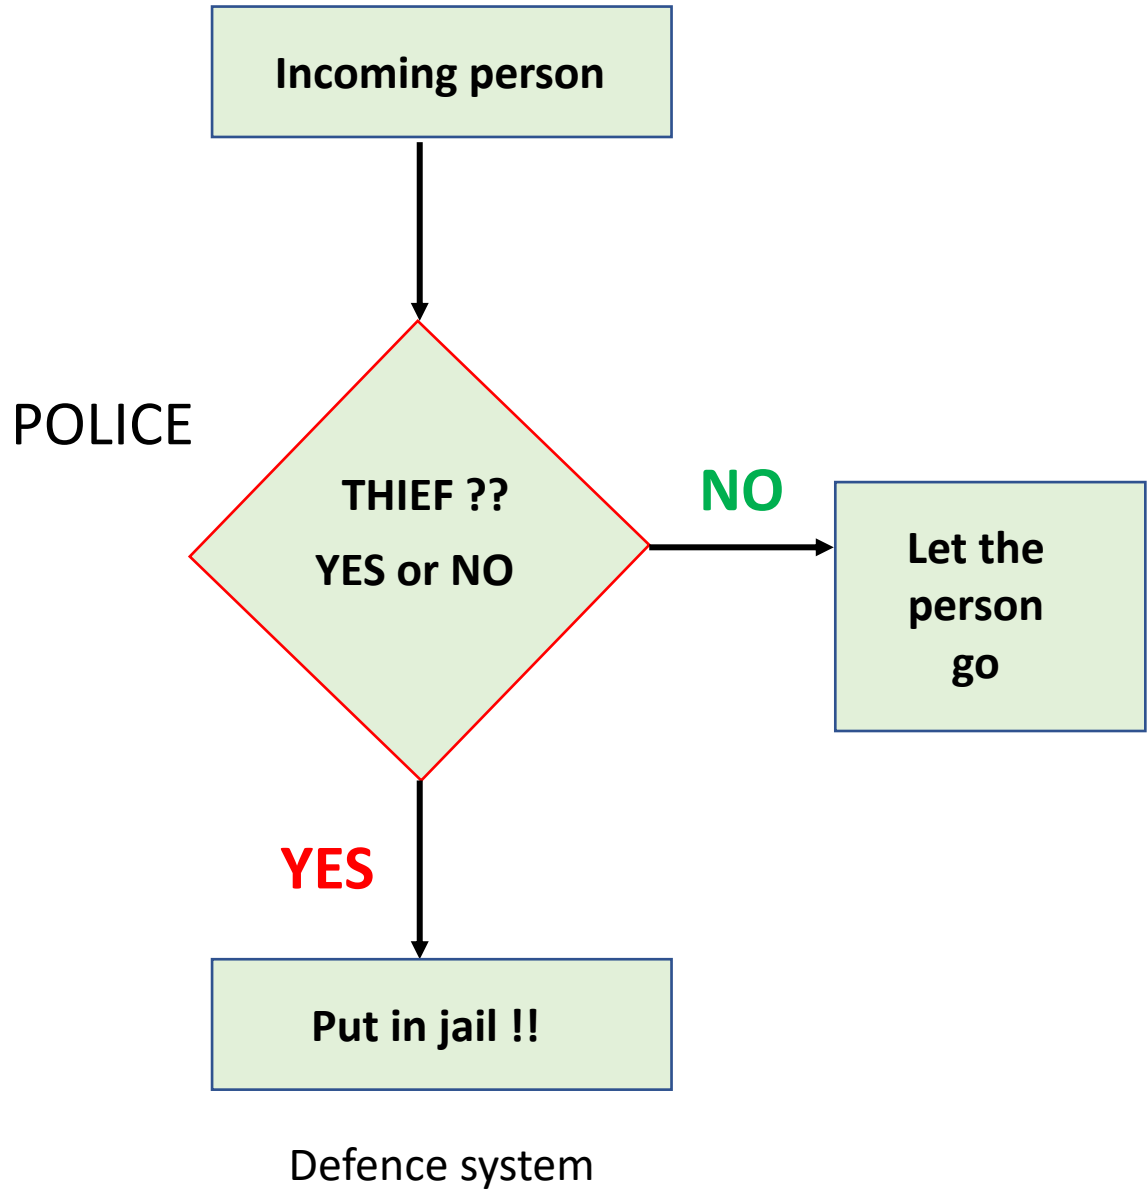 Incoming person
POLICE
THIEF ??
YES or NO
NO
Let the
person
go
YES
Put in jail !!
Defence system